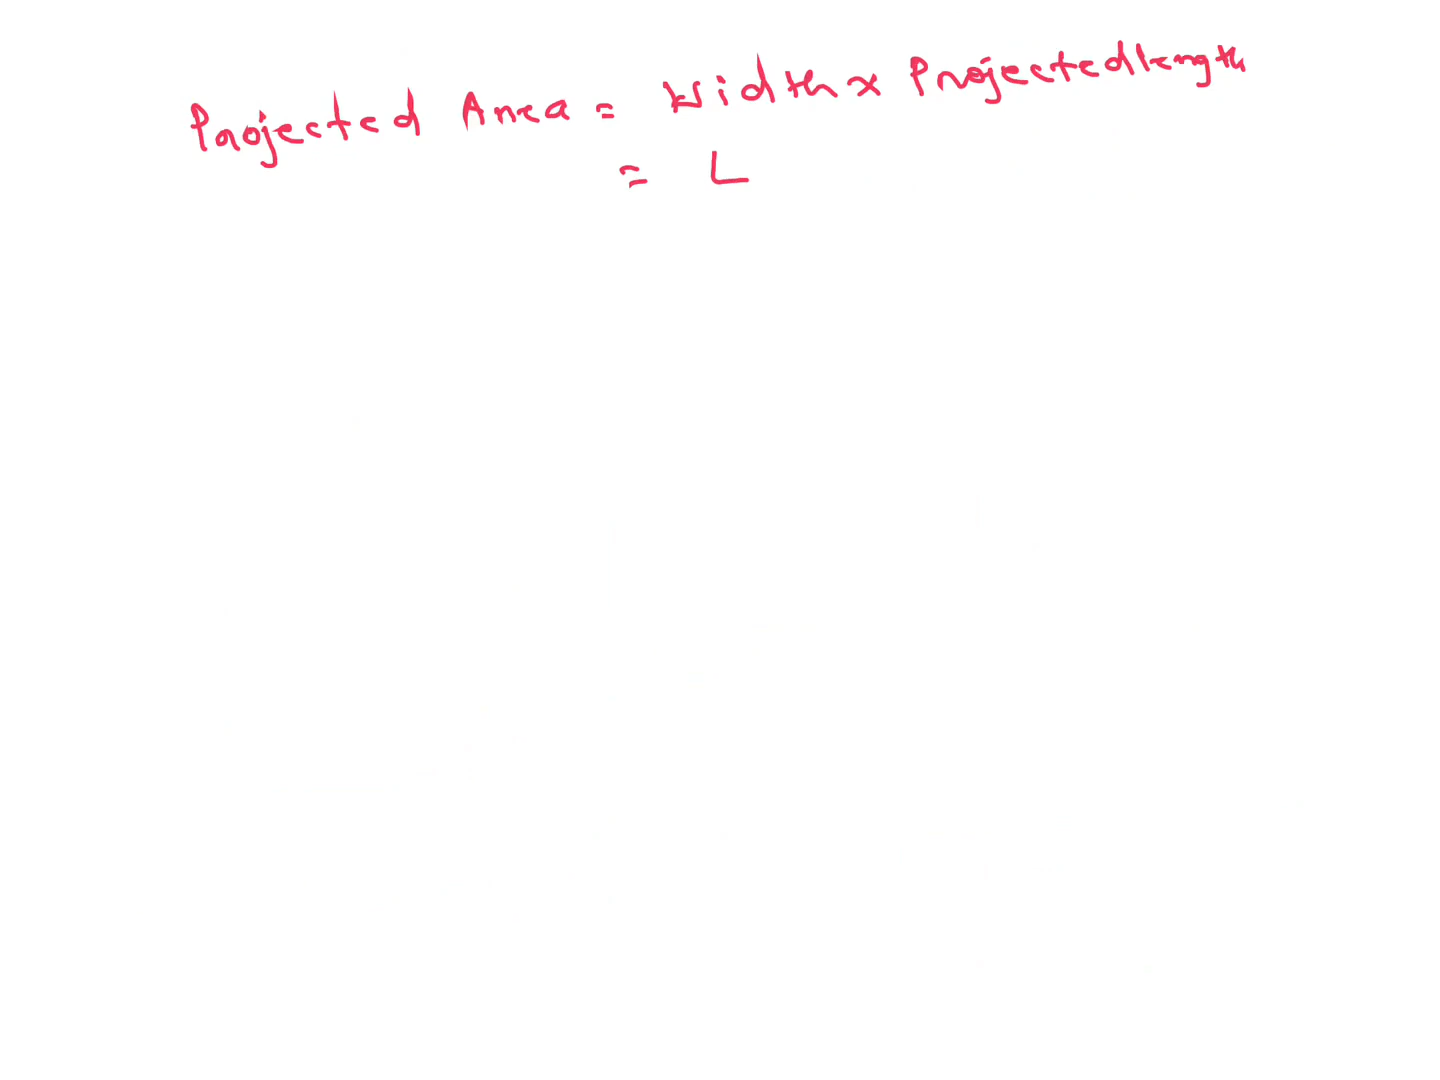 Projected Area = Width x Projected length
= L